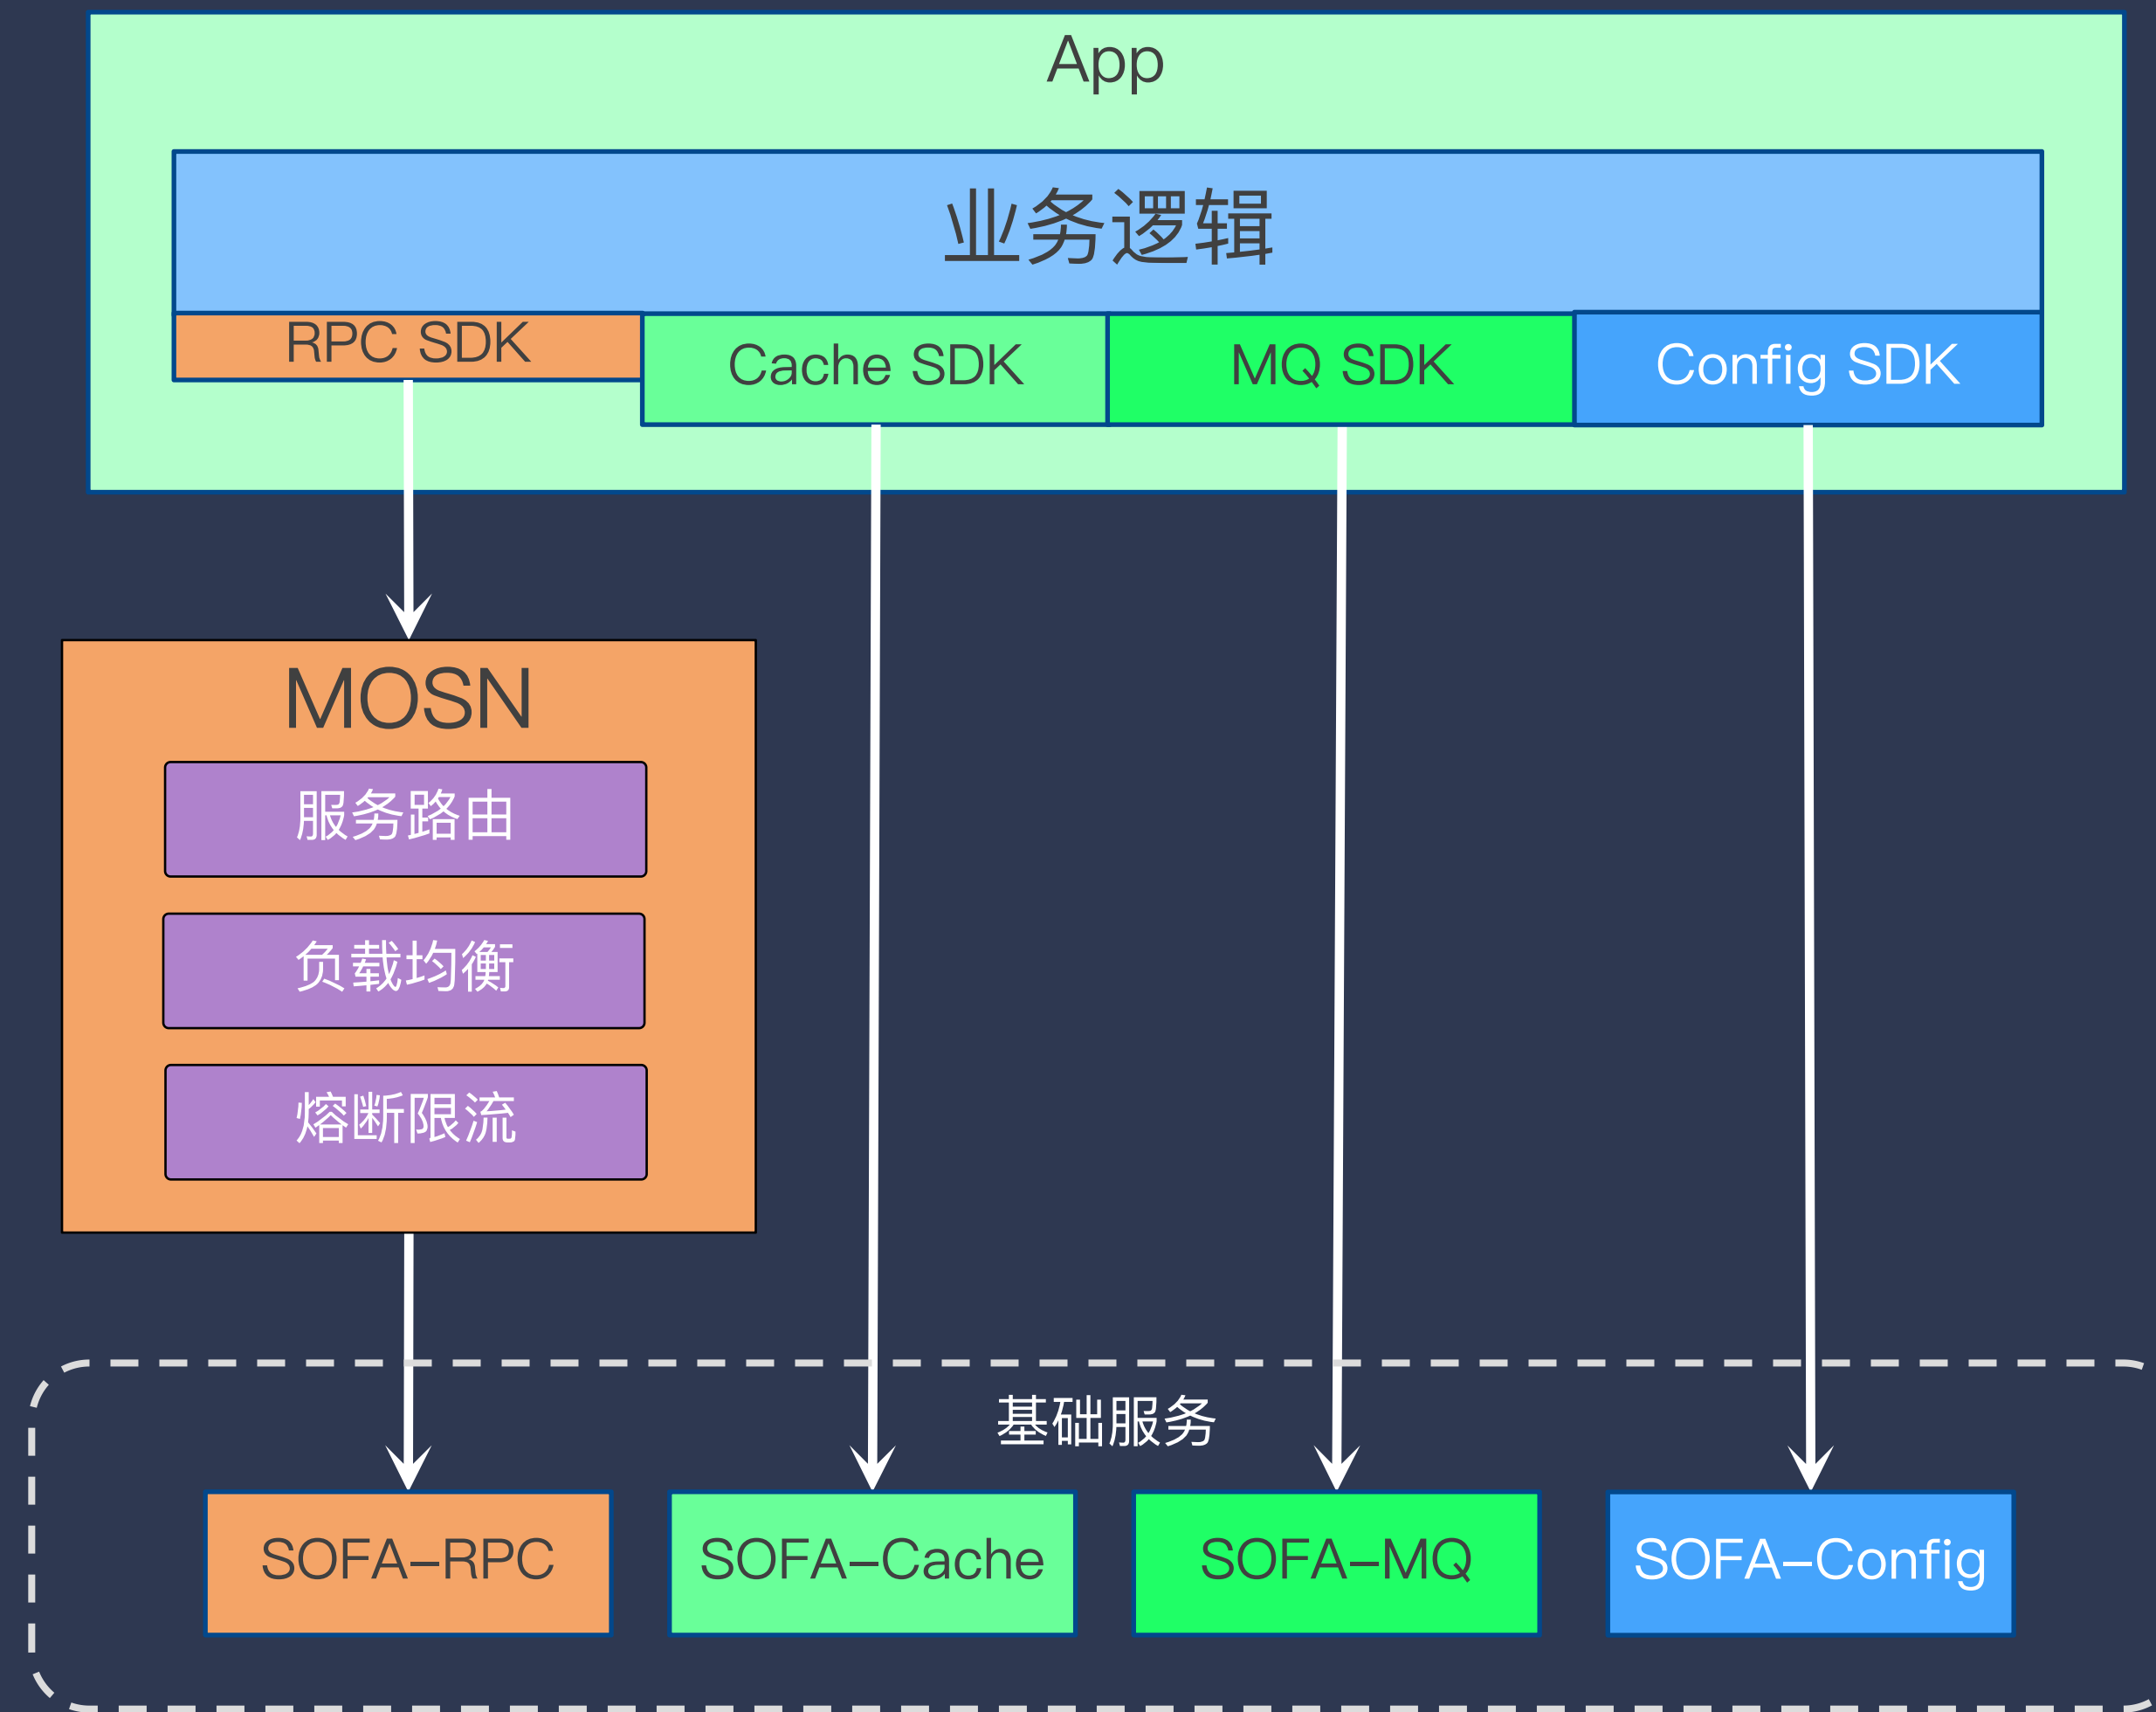 App
业务逻辑
RPC SDK
Cache SDK
MQ SDK
Config SDK
MOSN
服务路由
负载均衡
熔断限流
基础服务
SOFA-RPC
SOFA-Cache
SOFA-MQ
SOFA-Config